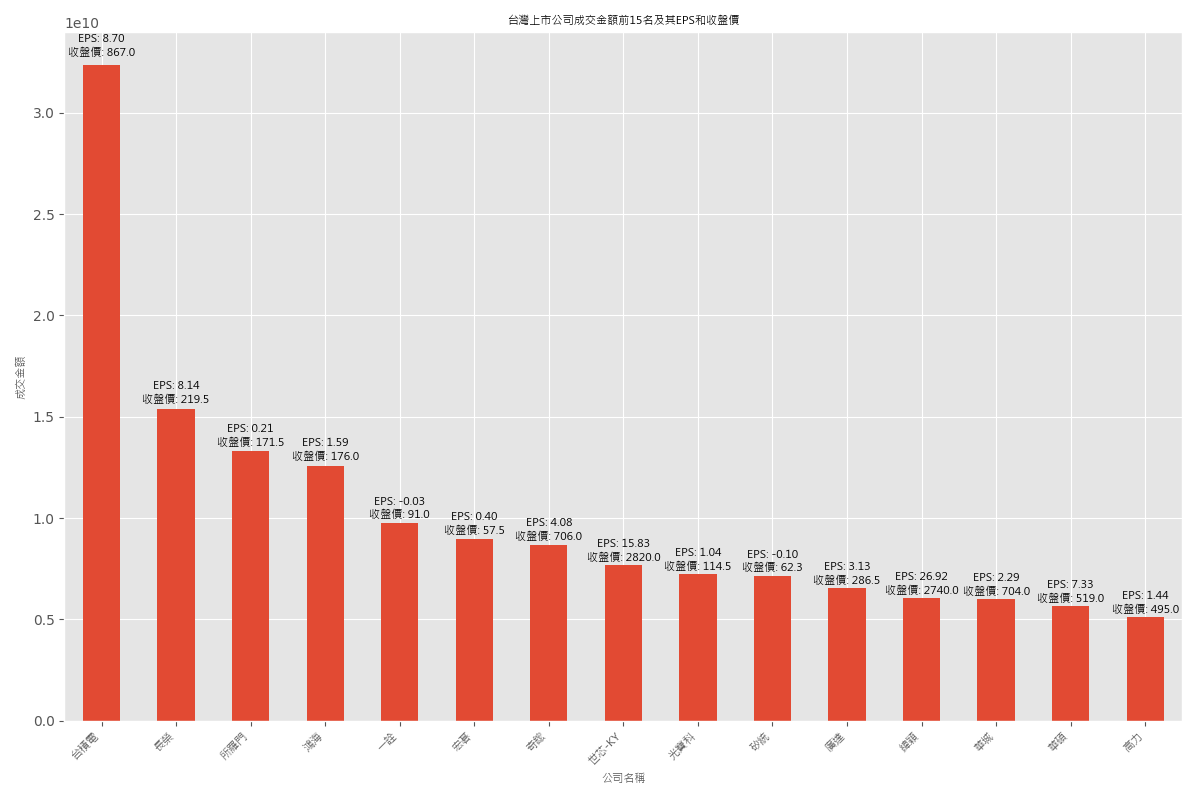 台灣上市公司成交金額前15名及其EPS和收盤價
1e10
EPS: 8.70
收盤價: 867.0
EPS: 8.14
收盤價: 219.5
EPS: 0.21
收盤價: 171.5
EPS: 1.59
收盤價: 176.0
EPS: -0.03
收盤價: 91.0
EPS: 0.40
收盤價: 57.5
EPS: 4.08
收盤價: 706.0
EPS: 15.83
收盤價: 2820.0
EPS: 1.04
收盤價: 114.5
EPS: -0.10
收盤價: 62.3
EPS: 3.13
收盤價: 286.5
EPS: 26.92
收盤價: 2740.0
EPS: 2.29
收盤價: 704.0
EPS: 7.33
收盤價: 519.0
EPS: 1.44
收盤價: 495.0
3.0
2.5
2.0
1.5
1.0
0.5
0.0
成交金額
台積電
長榮
所羅門
鴻海
一詮
宏碁
奇鋐
世芯-KY
光寶科
矽統
廣達
緯穎
華城
華碩
高力
公司名稱